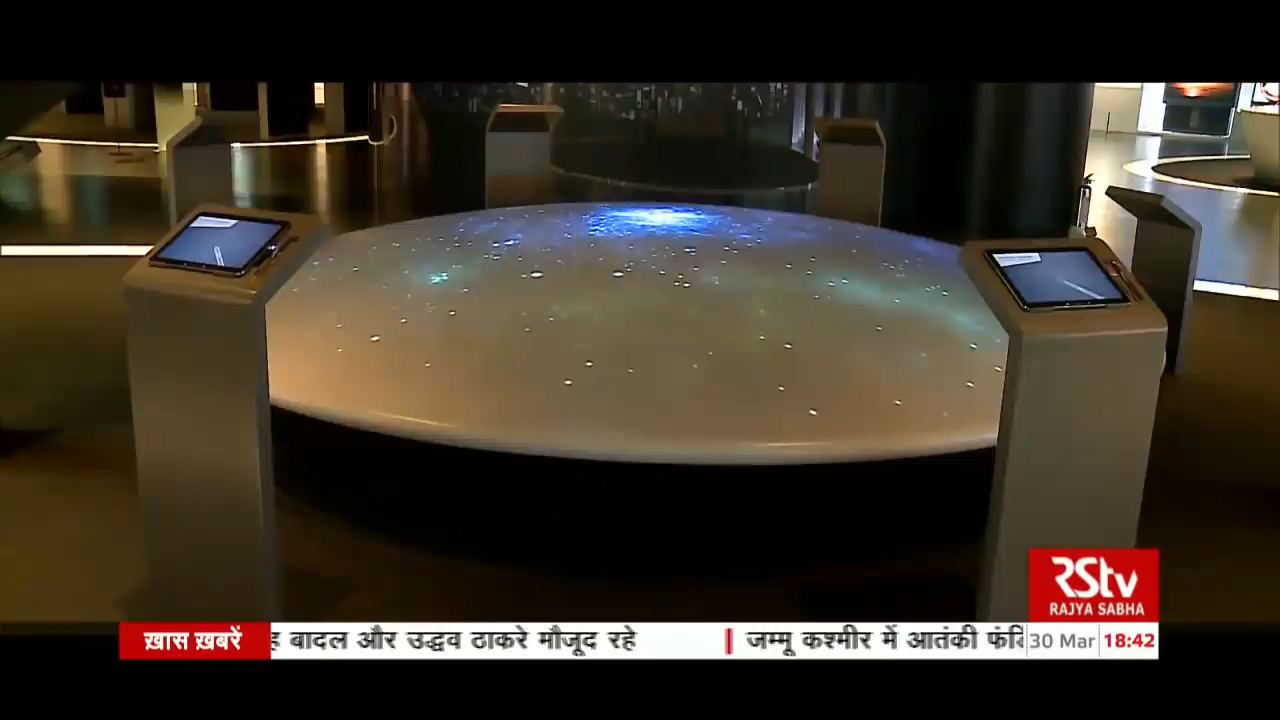 RStv
RAJYA SABHA
ख़ास ख़बरें
बादल और उद्धव ठाकरे मौजूद रहे | जम्मू कश्मीर में आतंकी
30 Mar 18:42